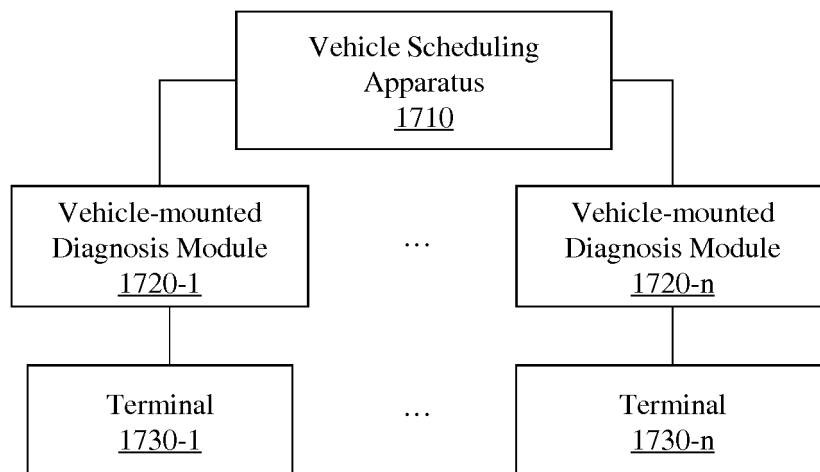 Vehicle Scheduling
Apparatus
1710
Vehicle-mounted
Diagnosis Module
1720-1
...
Vehicle-mounted
Diagnosis Module
1720-n
Terminal
1730-1
...
Terminal
1730-n